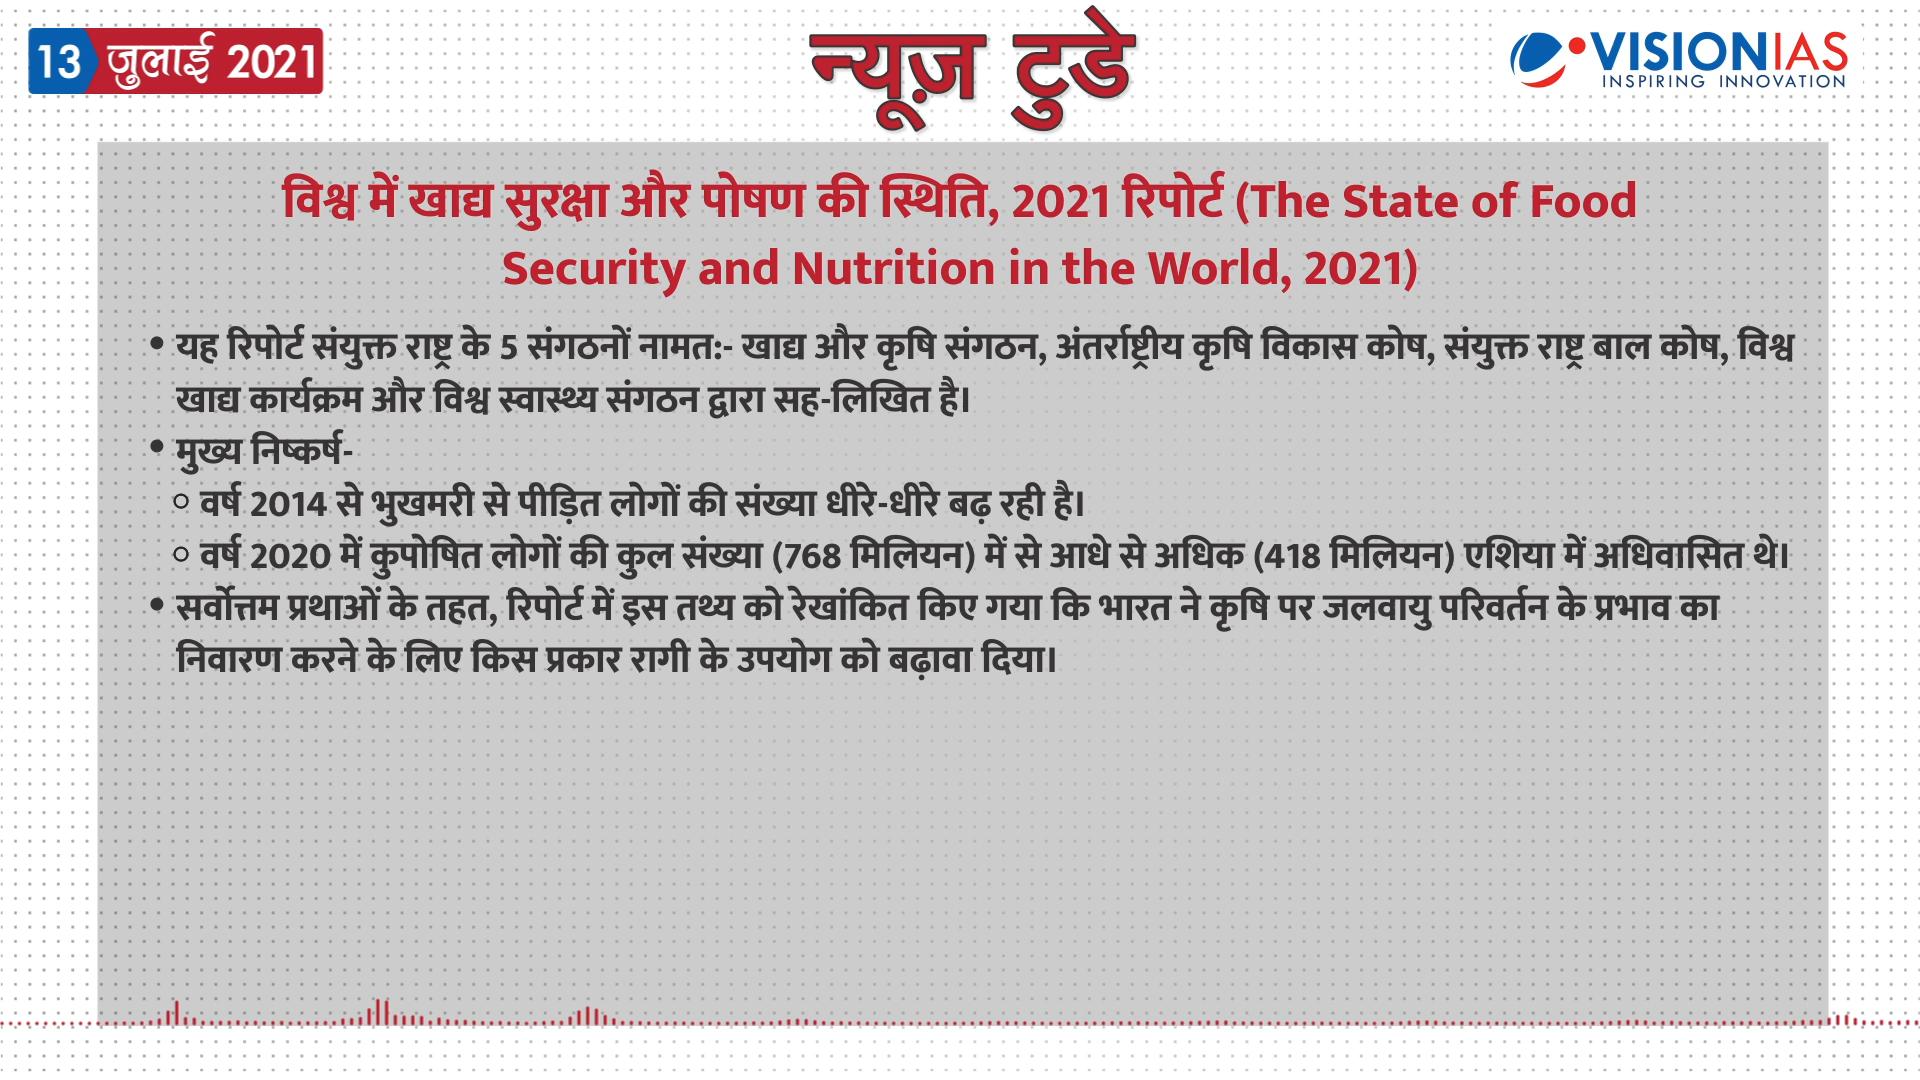 13 जुलाई 2021
न्यूज़ टुडे
VISIONIAS
INSPIRING INNOVATION
विश्व में खाद्य सुरक्षा और पोषण की स्थिति, 2021 रिपोर्ट (The State of Food
Security and Nutrition in the World, 2021)
• यह रिपोर्ट संयुक्त राष्ट्र के 5 संगठनों नामत:- खाद्य और कृषि संगठन, अंतर्राष्ट्रीय कृषि विकास कोष, संयुक्त राष्ट्र बाल कोष, विश्व
खाद्य कार्यक्रम और विश्व स्वास्थ्य संगठन द्वारा सह-लिखित है।
• मुख्य निष्कर्ष-
○ वर्ष 2014 से भुखमरी से पीड़ित लोगों की संख्या धीरे-धीरे बढ़ रही है।
○ वर्ष 2020 में कुपोषित लोगों की कुल संख्या (768 मिलियन) में से आधे से अधिक (418 मिलियन) एशिया में अधिवासित थे।
• सर्वोत्तम प्रथाओं के तहत, रिपोर्ट में इस तथ्य को रेखांकित किए गया कि भारत ने कृषि पर जलवायु परिवर्तन के प्रभाव का
निवारण करने के लिए किस प्रकार रागी के उपयोग को बढ़ावा दिया।